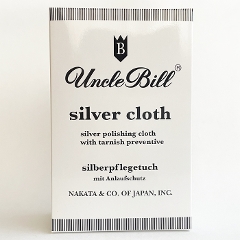 B
Uncle Bill®
silver cloth
silver polishing cloth
with tarnish preventive
silberpflegetuch
mit Anlaufschutz
NAKATA & CO. OF JAPAN, INC.